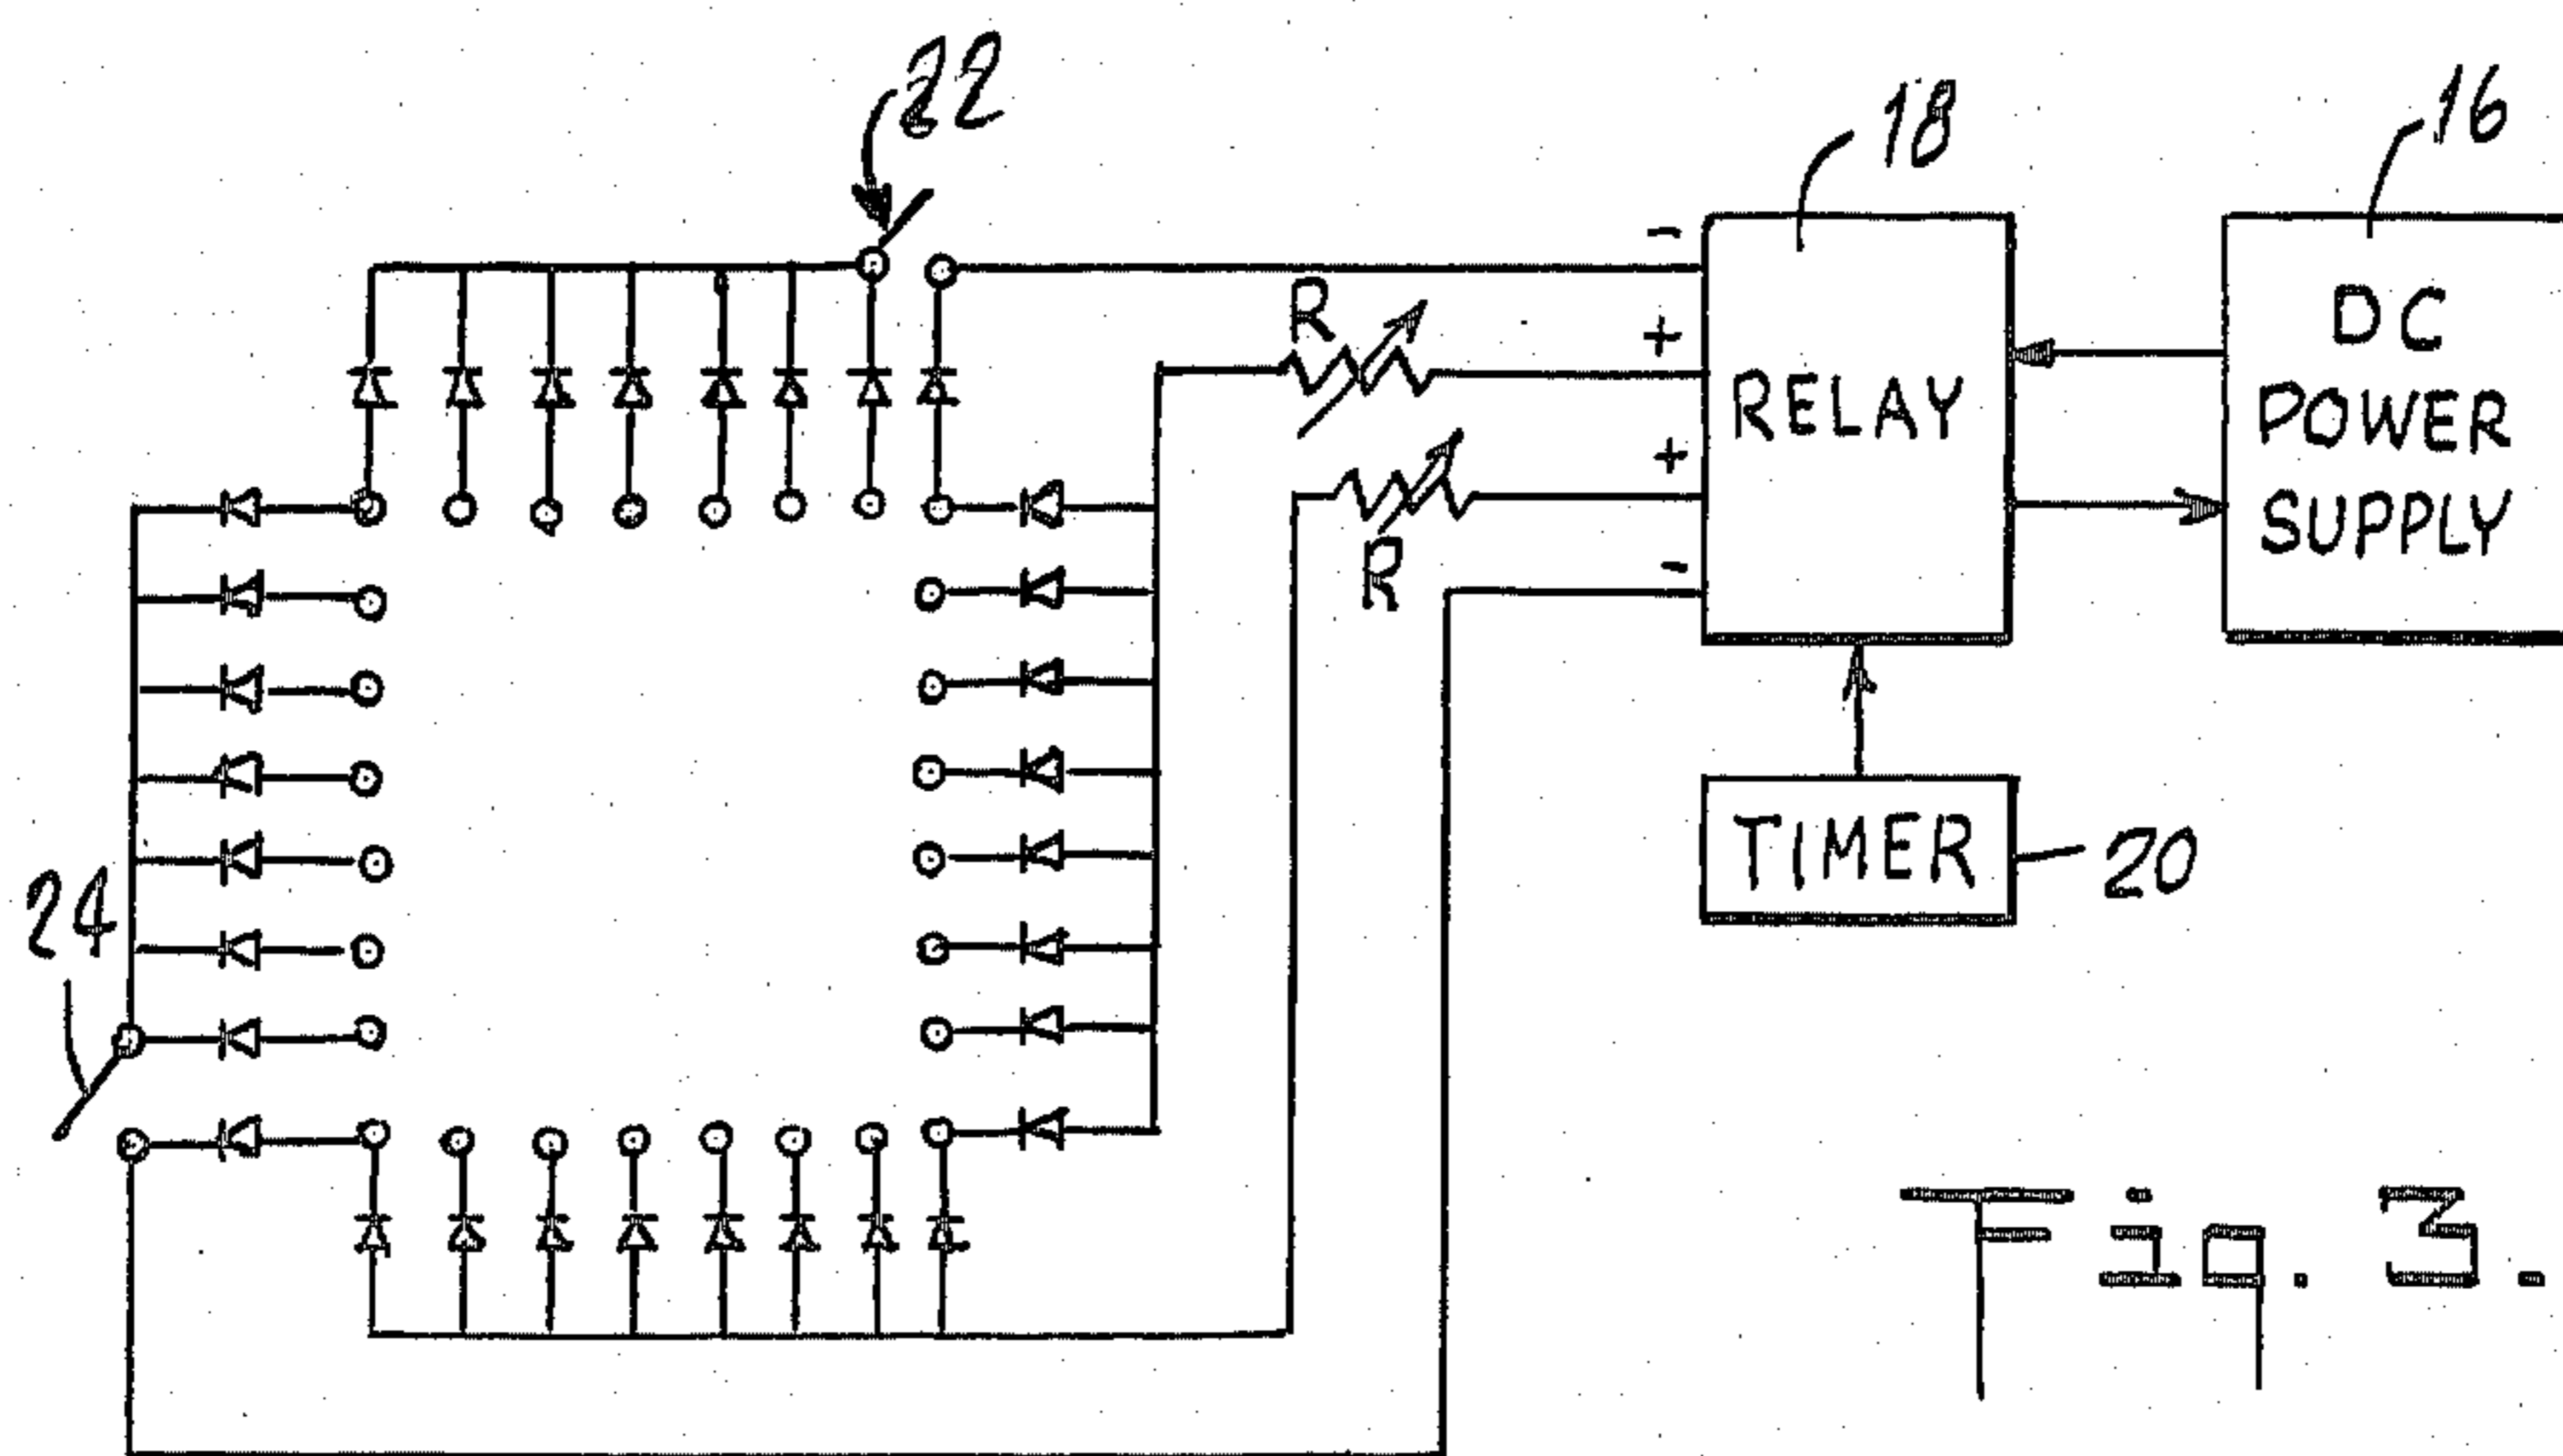 22
18
16
-
R
+
RELAY
DC
POWER
SUPPLY
+
R
-
TIMER
20
24
Fig. 3.